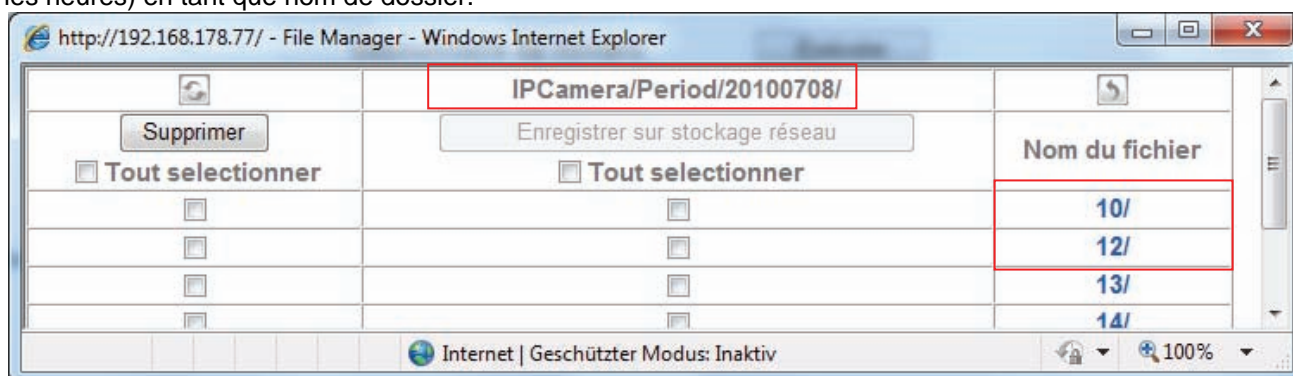 les heures) en tant que nom de dossier.
http://192.168.178.77/ - File Manager - Windows Internet Explorer
IPCamera/Period/20100708/
Supprimer
Enregistrer sur stockage réseau
Nom du fichier
Tout selectionner
Tout selectionner
10/
12/
13/
14/
Internet | Geschützter Modus: Inaktiv
100%